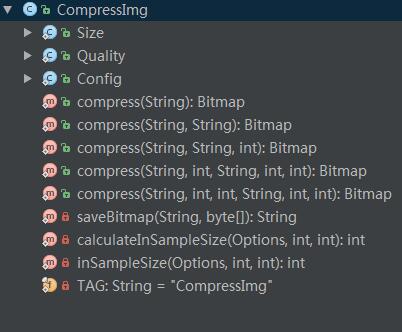 CompressImg
Size
Quality
Config
compress(String): Bitmap
compress(String, String): Bitmap
compress(String, String, int): Bitmap
compress(String, int, String, int, int): Bitmap
compress(String, int, int, String, int, int): Bitmap
saveBitmap(String, byte[]): String
calculateInSampleSize(Options, int, int): int
inSampleSize(Options, int, int): int
TAG: String = "CompressImg"